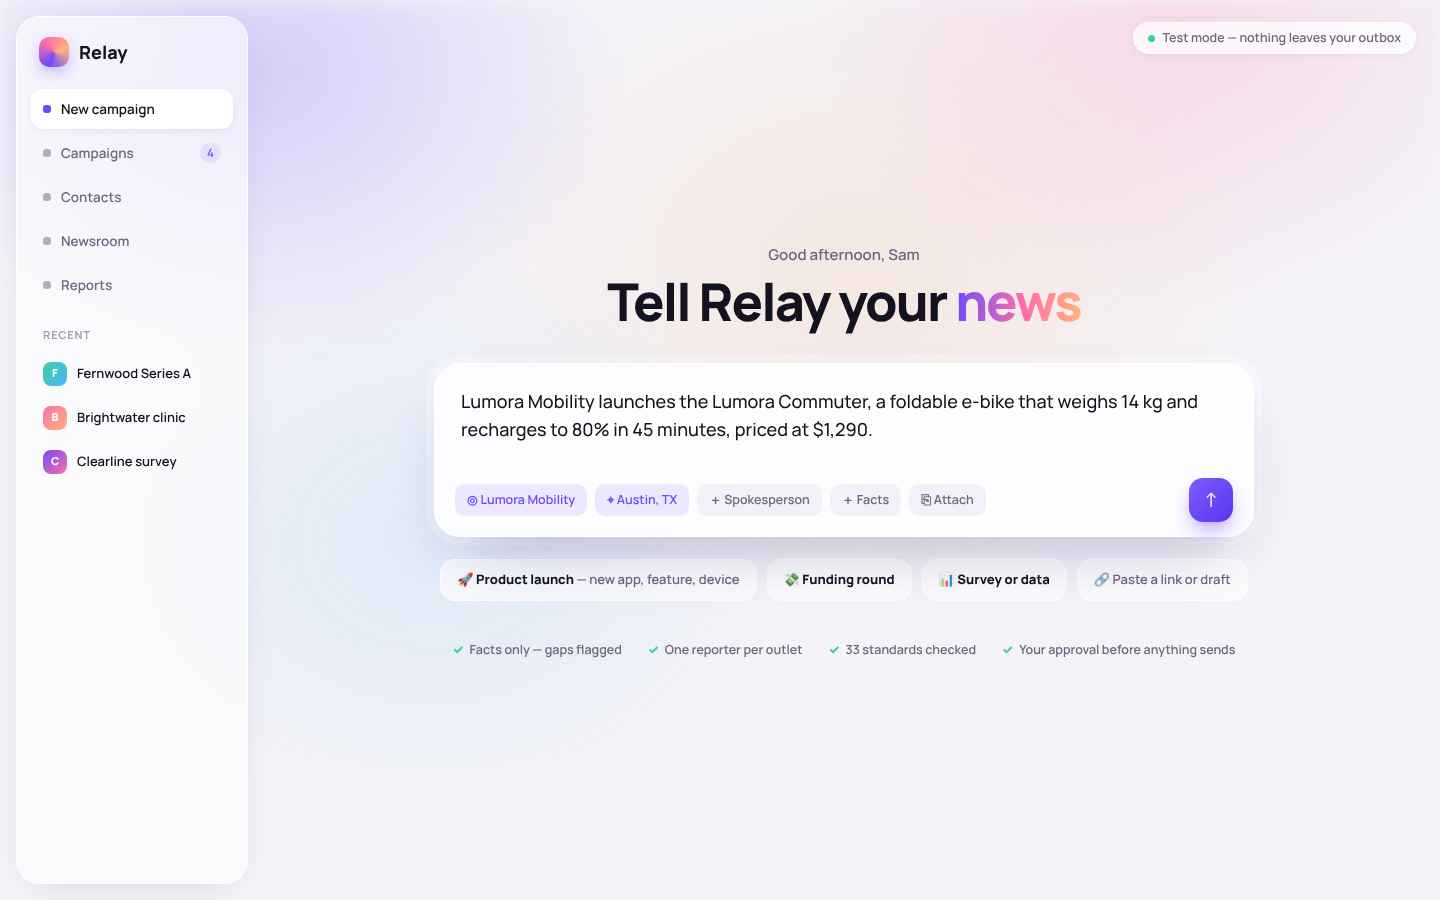 Relay
New campaign
Campaigns 4
Contacts
Newsroom
Reports
RECENT
F Fernwood Series A
B Brightwater clinic
C Clearline survey
Test mode — nothing leaves your outbox
Good afternoon, Sam
Tell Relay your news
Lumora Mobility launches the Lumora Commuter, a foldable e-bike that weighs 14 kg and
recharges to 80% in 45 minutes, priced at $1,290.
◎ Lumora Mobility ⌖ Austin, TX + Spokesperson + Facts ⎘ Attach ↑
🚀 Product launch — new app, feature, device 💸 Funding round 📊 Survey or data 🔗 Paste a link or draft
✓ Facts only — gaps flagged ✓ One reporter per outlet ✓ 33 standards checked ✓ Your approval before anything sends